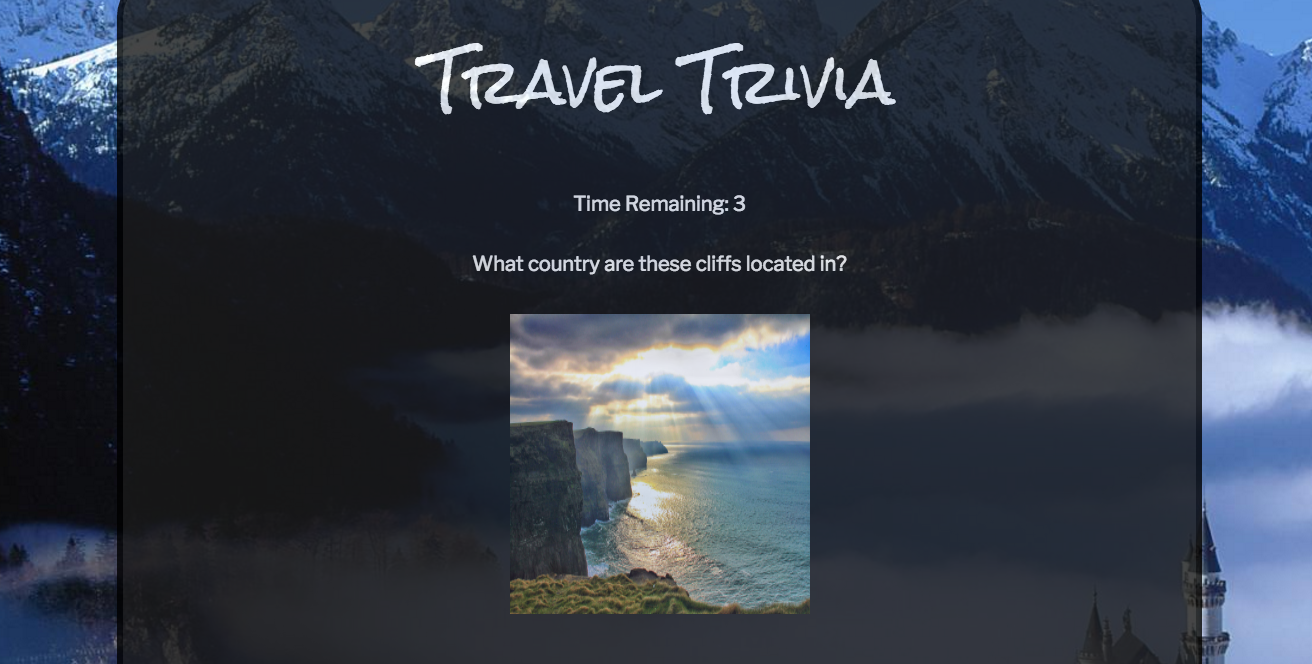 Travel Trivia
Time Remaining: 3
What country are these cliffs located in?